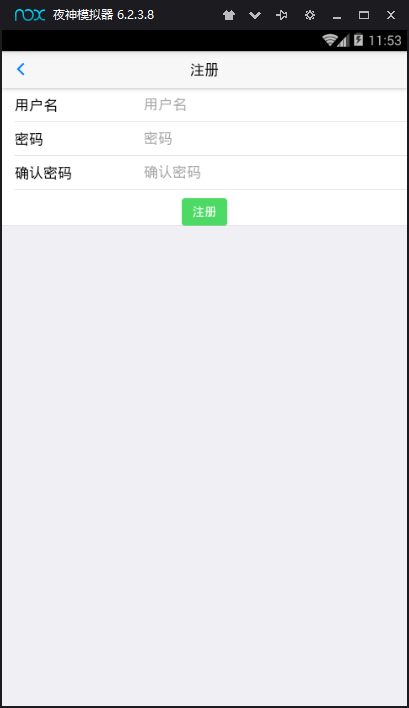 nox 夜神模拟器 6.2.3.8
11:53
注册
用户名 用户名
密码 密码
确认密码 确认密码
注册